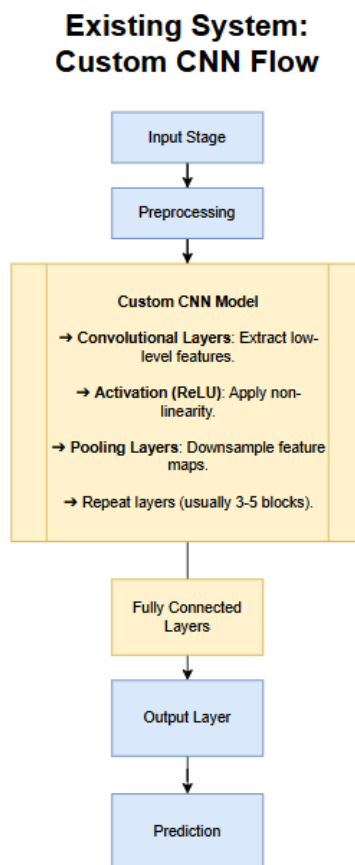 Existing System:
Custom CNN Flow
Input Stage
Preprocessing
Custom CNN Model
➔ Convolutional Layers: Extract low-
level features.
➔ Activation (ReLU): Apply non-
linearity.
➔ Pooling Layers: Downsample feature
maps.
➔ Repeat layers (usually 3-5 blocks).
Fully Connected
Layers
Output Layer
Prediction